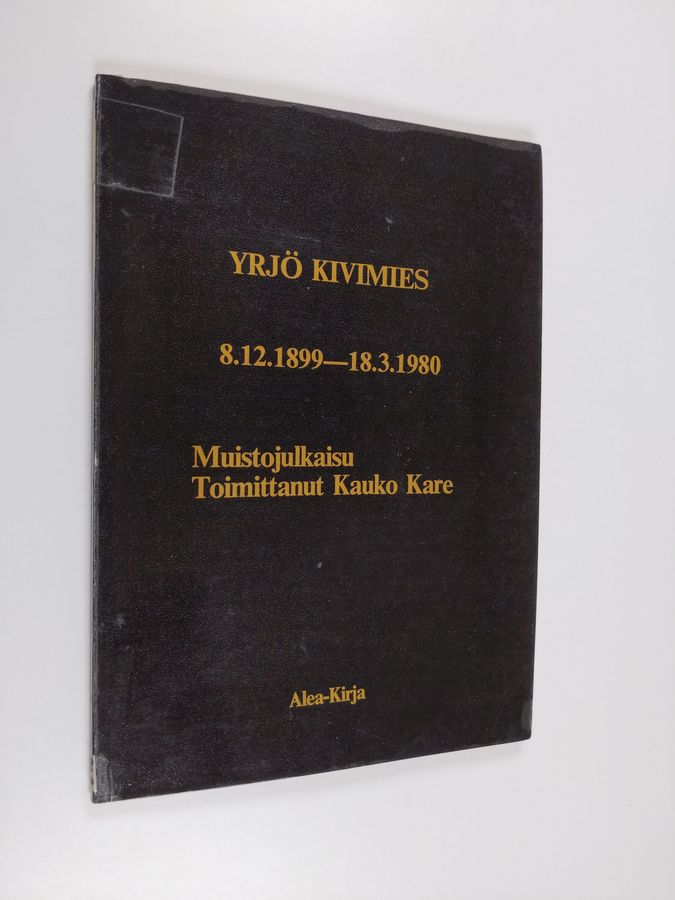 YRJÖ KIVIMIES
8.12.1899—18.3.1980
Muistojulkaisu
Toimittanut Kauko Kare
Alea-Kirja